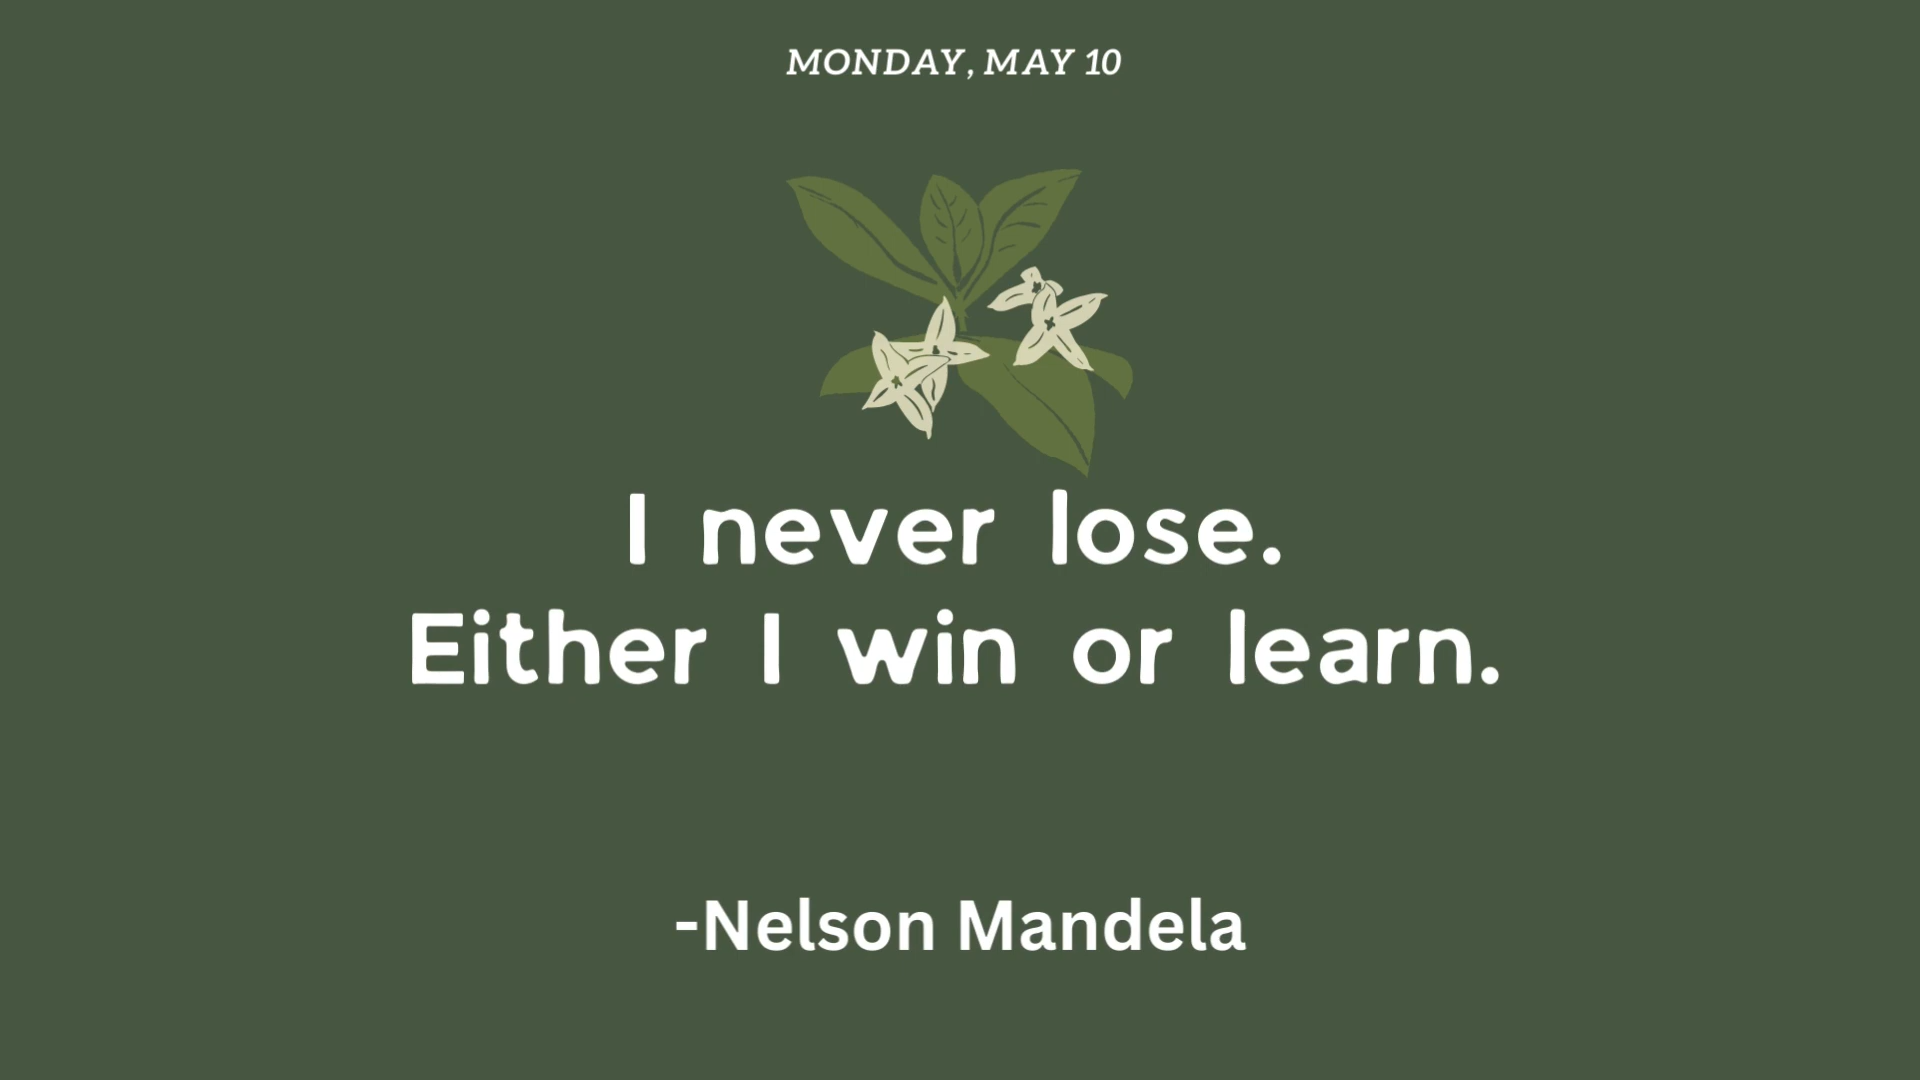 MONDAY, MAY 10
I never lose.
Either I win or learn.
-Nelson Mandela